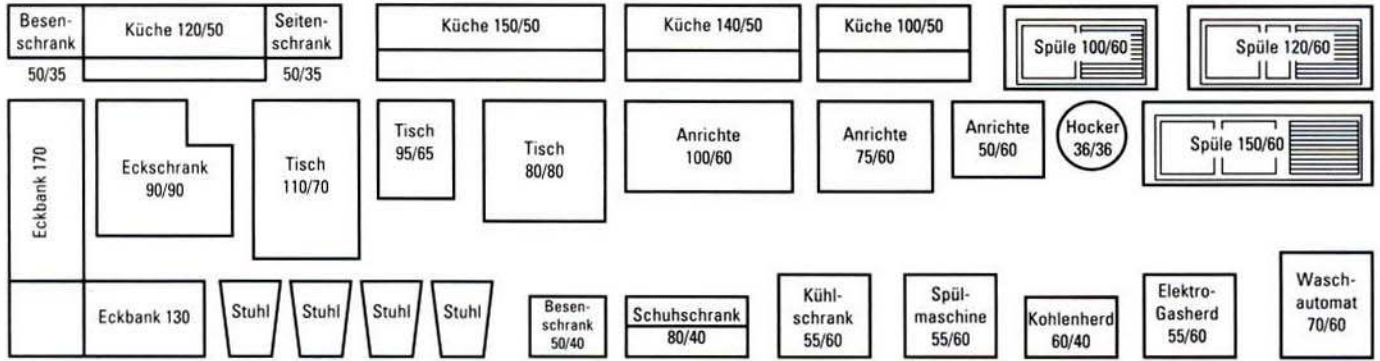 Besen-
schrank
50/35
Küche 120/50
Seiten-
schrank
50/35
Küche 150/50
Küche 140/50
Küche 100/50
Spüle 100/60
Spüle 120/60
Eckbank 170
Eckschrank
90/90
Tisch
110/70
Tisch
95/65
Tisch
80/80
Anrichte
100/60
Anrichte
75/60
Anrichte
50/60
Hocker
36/36
Spüle 150/60
Eckbank 130
Stuhl
Stuhl
Stuhl
Stuhl
Besen-
schrank
50/40
Schuhschrank
80/40
Kühl-
schrank
55/60
Spül-
maschine
55/60
Kohlenherd
60/40
Elektro-
Gasherd
55/60
Wasch-
automat
70/60